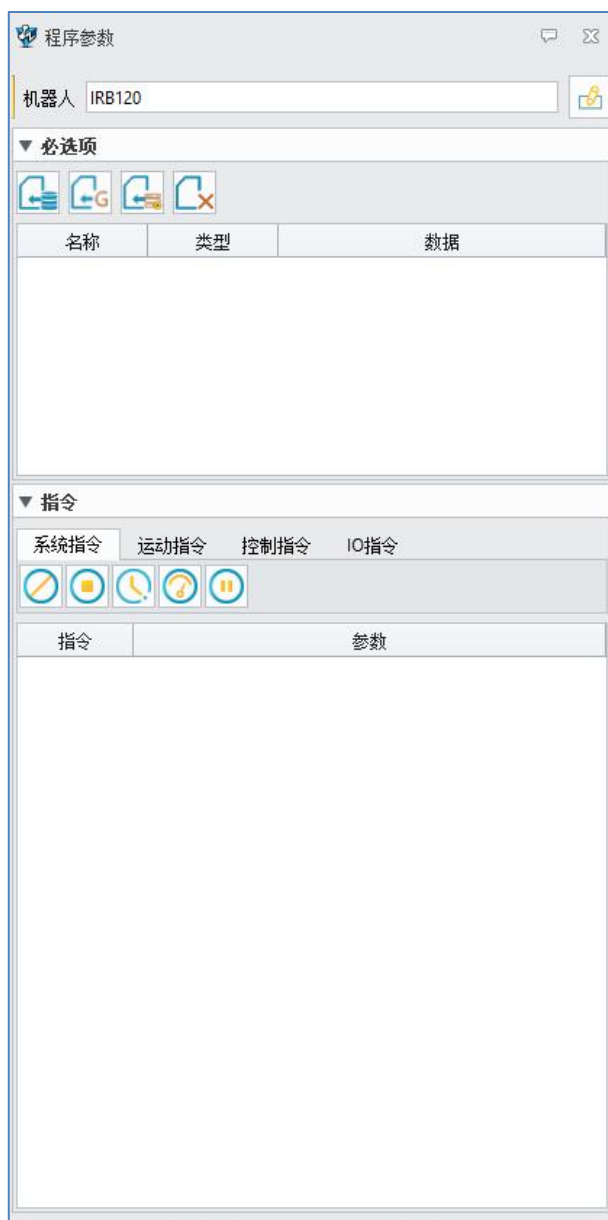 程序参数
机器人 IRB120
必选项
G
名称 类型 数据
指令
系统指令 运动指令 控制指令 IO指令
指令 参数